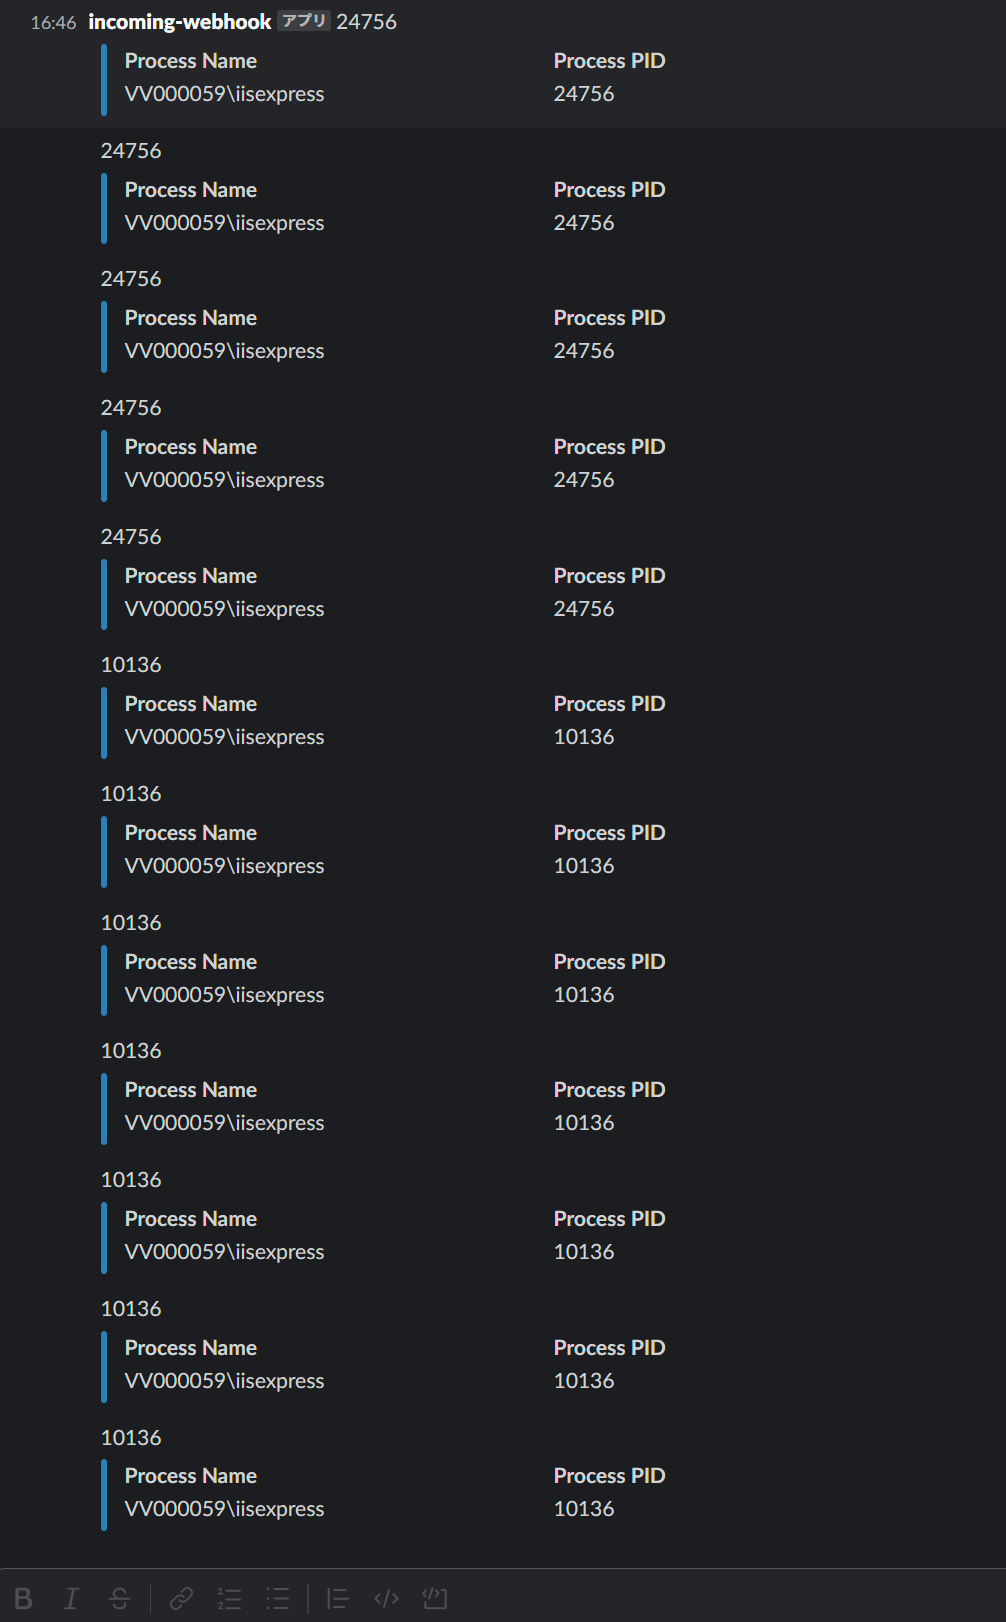 16:46 incoming-webhook アプリ 24756
Process Name Process PID
VV000059\iisexpress 24756
24756
Process Name Process PID
VV000059\iisexpress 24756
24756
Process Name Process PID
VV000059\iisexpress 24756
24756
Process Name Process PID
VV000059\iisexpress 24756
24756
Process Name Process PID
VV000059\iisexpress 24756
10136
Process Name Process PID
VV000059\iisexpress 10136
10136
Process Name Process PID
VV000059\iisexpress 10136
10136
Process Name Process PID
VV000059\iisexpress 10136
10136
Process Name Process PID
VV000059\iisexpress 10136
10136
Process Name Process PID
VV000059\iisexpress 10136
10136
Process Name Process PID
VV000059\iisexpress 10136
10136
Process Name Process PID
VV000059\iisexpress 10136